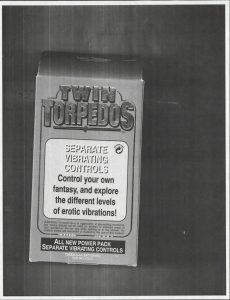 TWIN
TORPEDOS
SEPARATE
VIBRATING
CONTROLS
Control your own
fantasy, and explore
the different levels
of erotic vibrations!
ALL NEW POWER PACK
SEPARATE VIBRATING CONTROLS